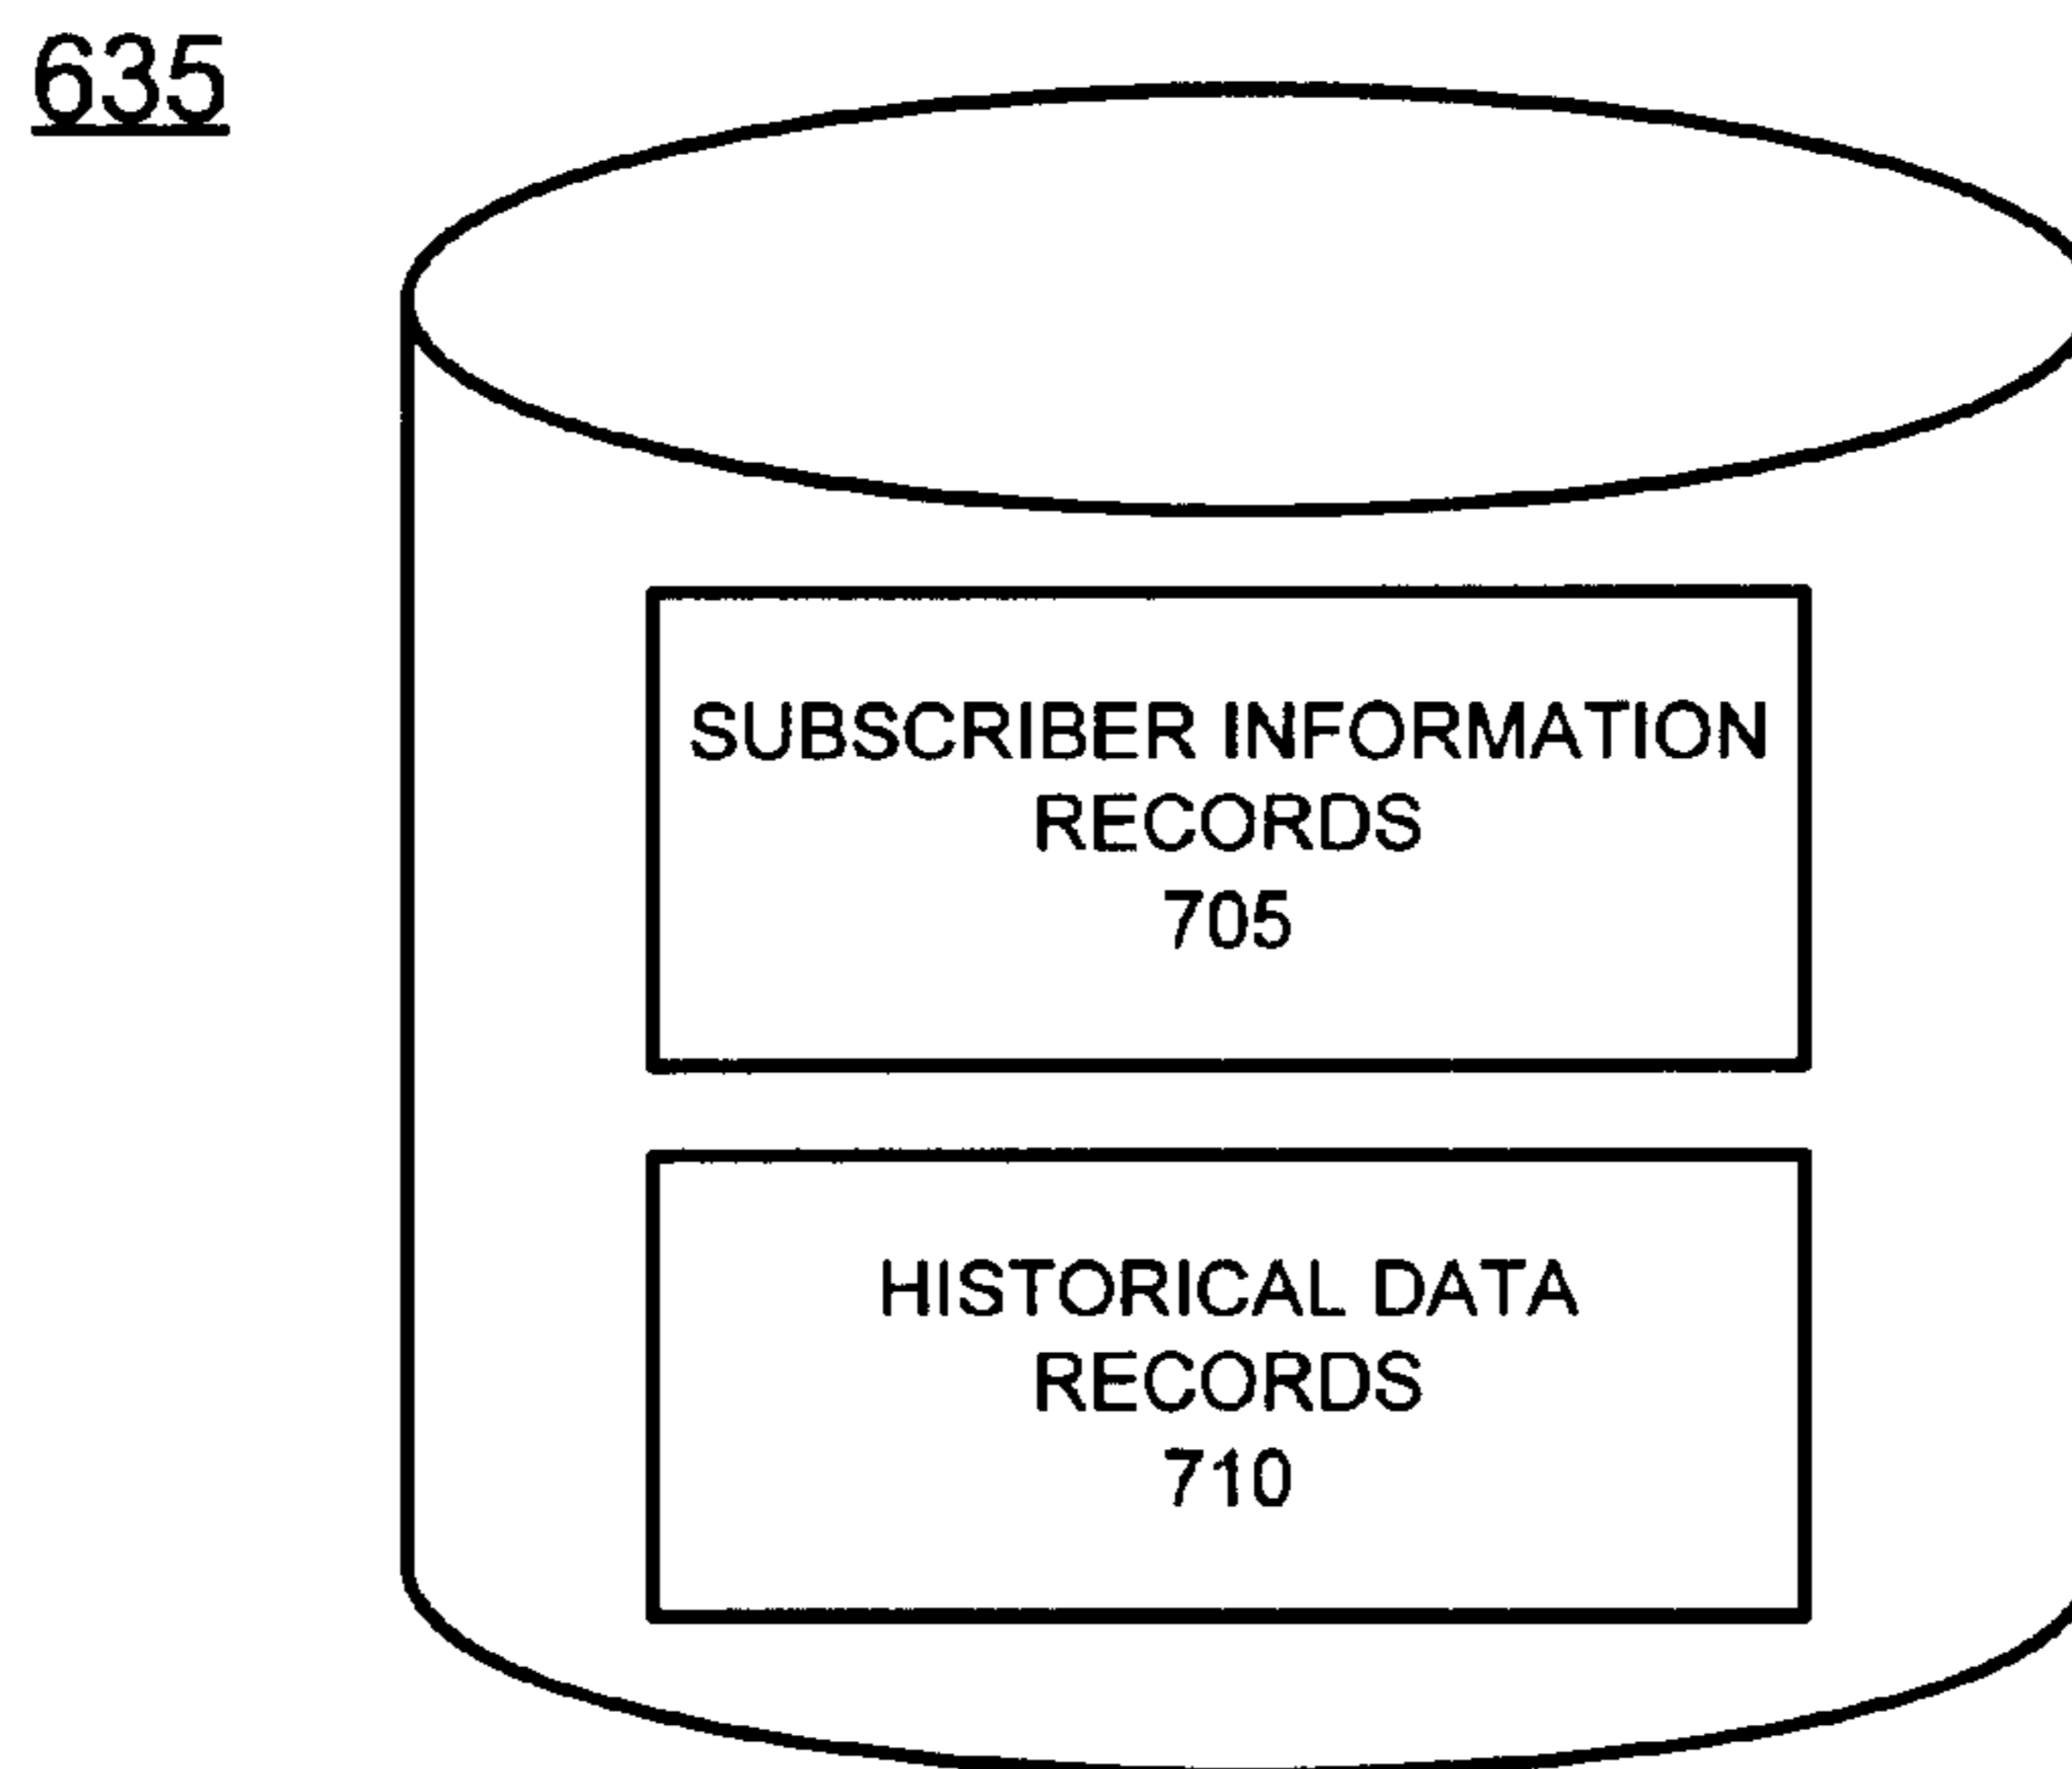 635
SUBSCRIBER INFORMATION
RECORDS
705
HISTORICAL DATA
RECORDS
710